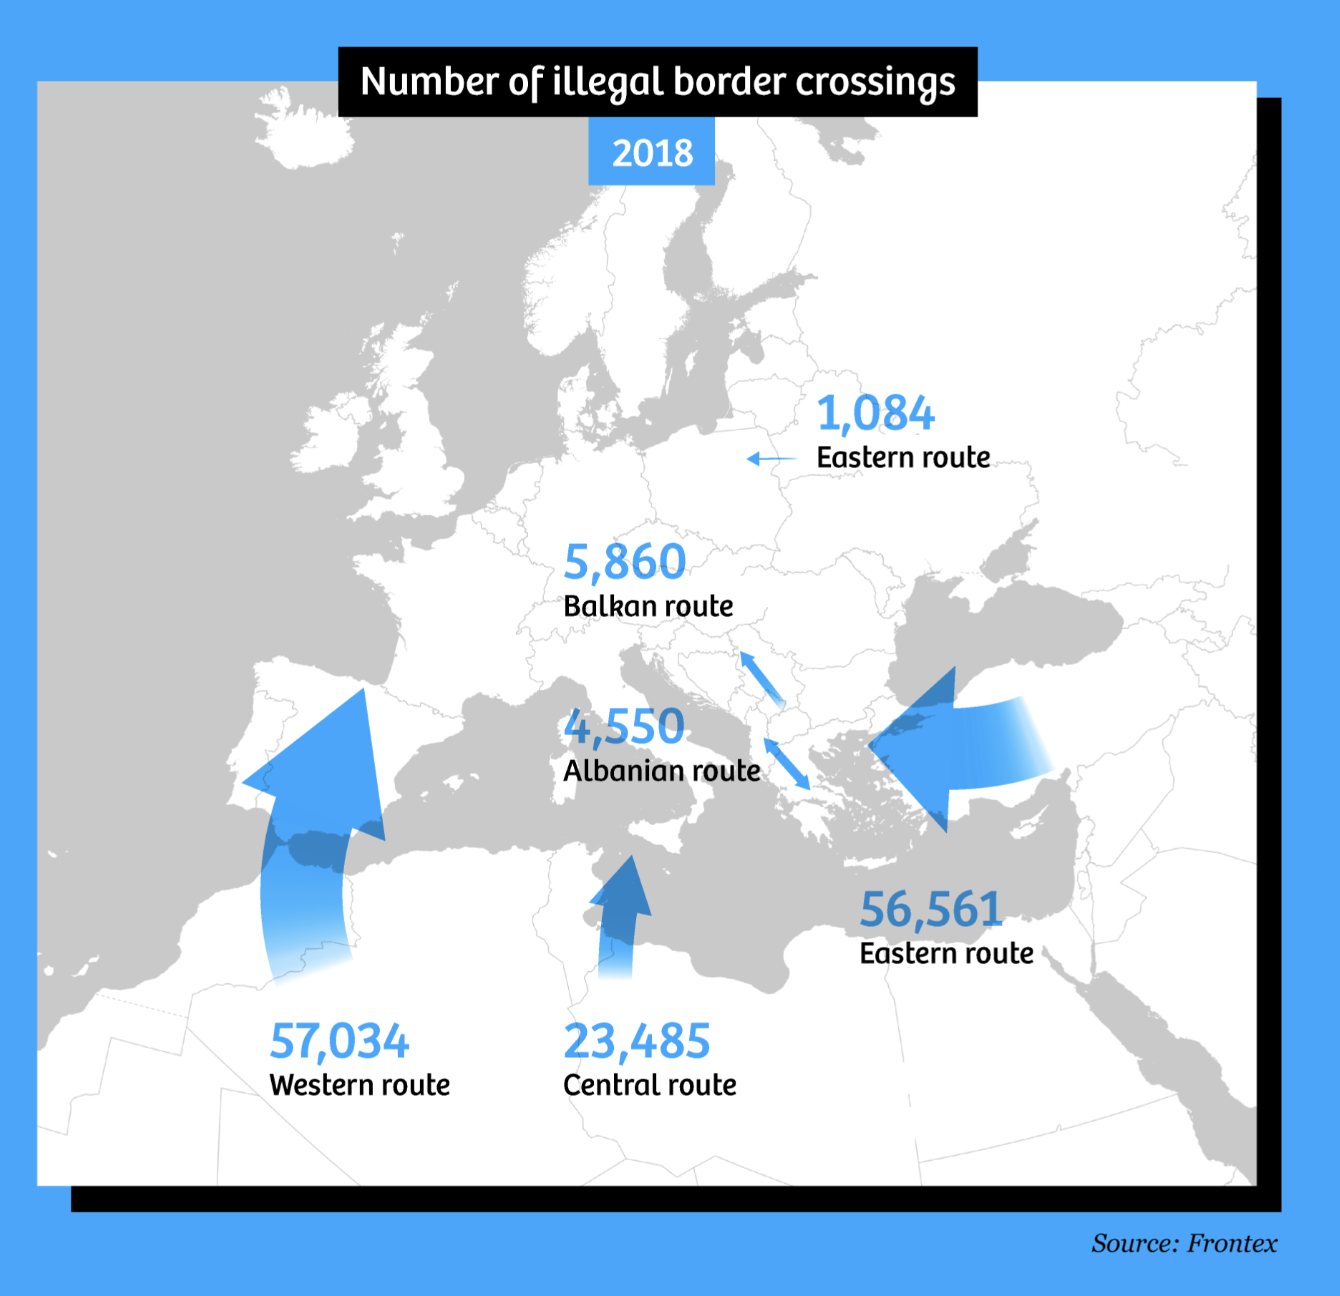 Number of illegal border crossings
2018
1,084
Eastern route
5,860
Balkan route
4,550
Albanian route
56,561
Eastern route
57,034
Western route
23,485
Central route
Source: Frontex